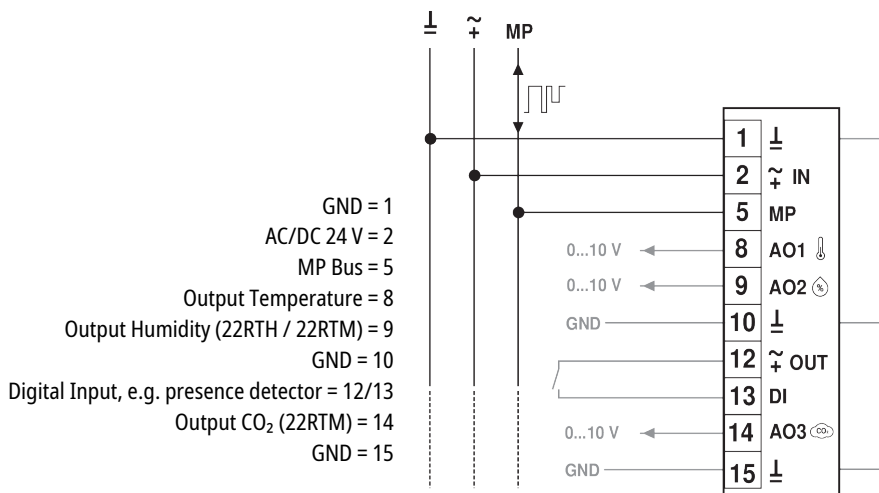 ⊥ ~+ MP
GND = 1
AC/DC 24 V = 2
MP Bus = 5
Output Temperature = 8
Output Humidity (22RTH / 22RTM) = 9
GND = 10
Digital Input, e.g. presence detector = 12/13
Output CO₂ (22RTM) = 14
GND = 15
1 ⊥
2 ~+ IN
5 MP
0...10 V 8 AO1
0...10 V 9 AO2 %
GND 10 ⊥
12 ~+ OUT
13 DI
0...10 V 14 AO3 CO₂
GND 15 ⊥